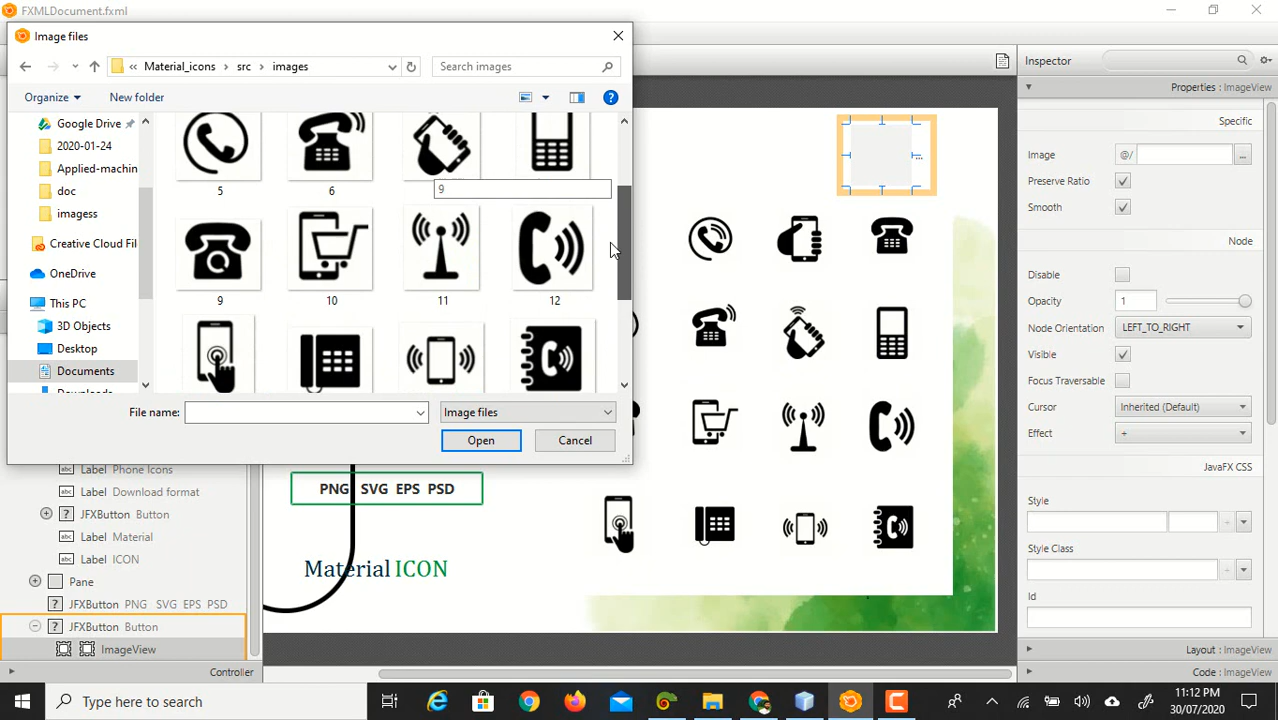 FXMLDocument.fxml
Image files
« Material_icons › src › images
Search images
Organize
New folder
Google Drive
2020-01-24
Applied-machin
doc
imagess
Creative Cloud Fil
OneDrive
This PC
3D Objects
Desktop
Documents
5
6
9
9
10
11
12
File name:
Image files
Open
Cancel
Inspector
Properties : ImageView
Specific
Image
@/
...
Preserve Ratio
Smooth
Node
Disable
Opacity
1
Node Orientation
LEFT_TO_RIGHT
Visible
Focus Traversable
Cursor
Inherited (Default)
Effect
+
JavaFX CSS
Style
Style Class
Id
Layout : ImageView
Code : ImageView
abc Label Phone Icons
abc Label Download format
? JFXButton Button
abc Label Material
abc Label ICON
Pane
? JFXButton PNG SVG EPS PSD
? JFXButton Button
ImageView
Controller
PNG SVG EPS PSD
Material ICON
Type here to search
11:12 PM
30/07/2020